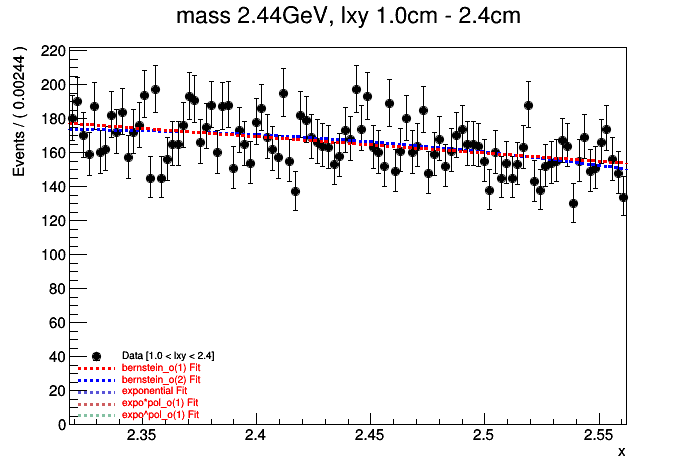 mass 2.44GeV, lxy 1.0cm - 2.4cm
Events / ( 0.00244 )
220
200
180
160
140
120
100
80
60
40
20
0
Data [1.0 < lxy < 2.4]
bernstein_o(1) Fit
bernstein_o(2) Fit
exponential Fit
expo*pol_o(1) Fit
expo^pol_o(1) Fit
2.35
2.4
2.45
2.5
2.55
x